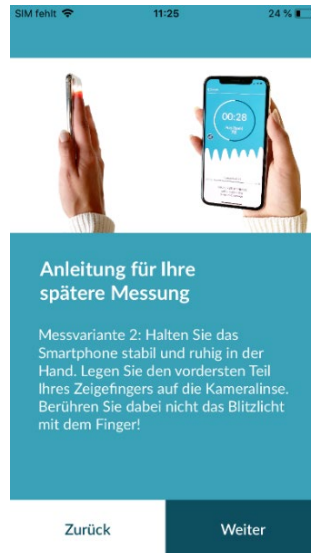 SIM fehlt 11:25 24 %
00:28
Anleitung für Ihre
spätere Messung
Messvariante 2: Halten Sie das
Smartphone stabil und ruhig in der
Hand. Legen Sie den vordersten Teil
Ihres Zeigefingers auf die Kameralinse.
Berühren Sie dabei nicht das Blitzlicht
mit dem Finger!
Zurück Weiter